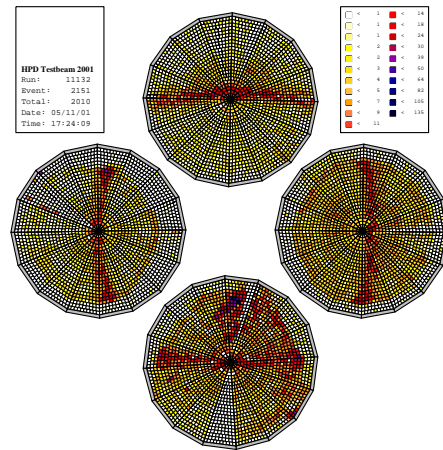 HPD Testbeam 2001
Run: 11132
Event: 2151
Total: 2010
Date: 05/11/01
Time: 17:24:09
< 1 < 14
< 1 < 18
< 1 < 24
< 2 < 30
< 2 < 39
< 3 < 50
< 4 < 64
< 5 < 82
< 7 < 105
< 9 < 135
< 11